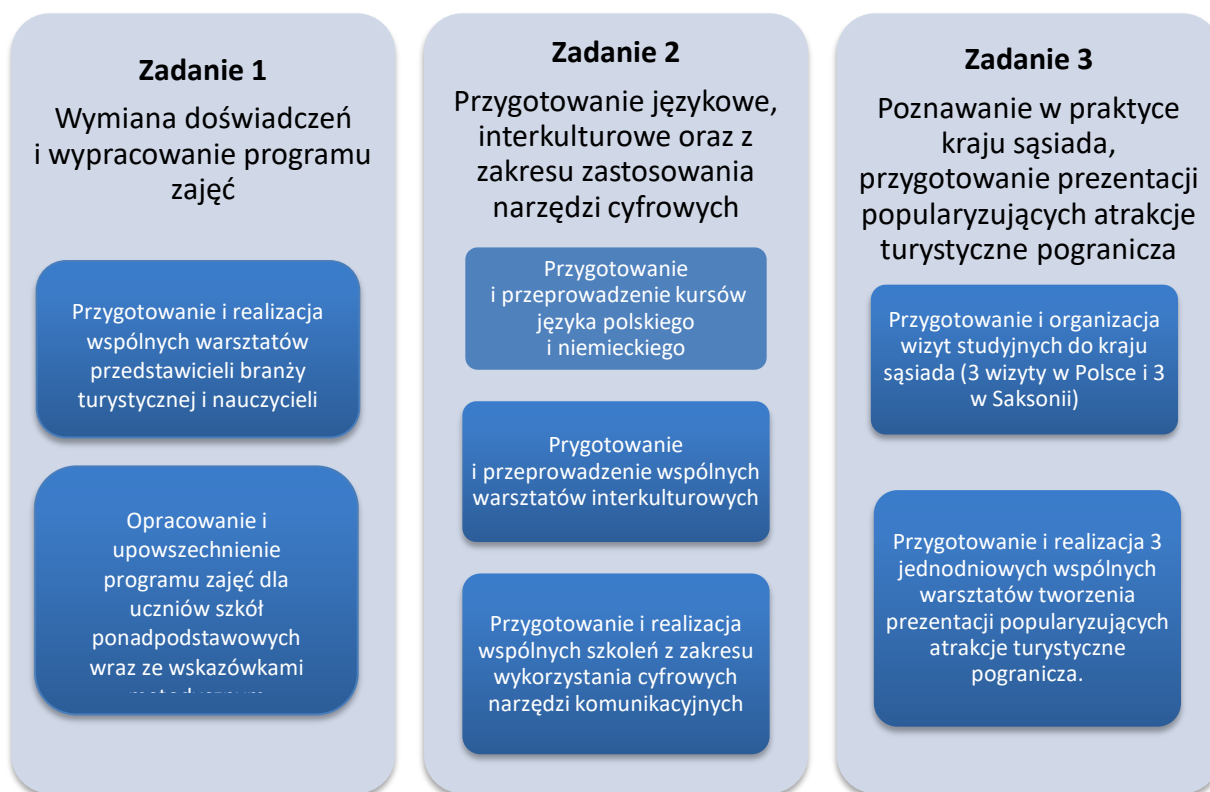 Zadanie 1
Wymiana doświadczeń
i wypracowanie programu
zajęć
Przygotowanie i realizacja
wspólnych warsztatów
przedstawicieli branży
turystycznej i nauczycieli
Opracowanie i
upowszechnienie
programu zajęć dla
uczniów szkół
ponadpodstawowych
wraz ze wskazówkami
Zadanie 2
Przygotowanie językowe,
interkulturowe oraz z
zakresu zastosowania
narzędzi cyfrowych
Przygotowanie
i przeprowadzenie kursów
języka polskiego
i niemieckiego
Prygotowanie
i przeprowadzenie wspólnych
warsztatów interkulturowych
Przygotowanie i realizacja
wspólnych szkoleń z zakresu
wykorzystania cyfrowych
narzędzi komunikacyjnych
Zadanie 3
Poznawanie w praktyce
kraju sąsiada,
przygotowanie prezentacji
popularyzujących atrakcje
turystyczne pogranicza
Przygotowanie i organizacja
wizyt studyjnych do kraju
sąsiada (3 wizyty w Polsce i 3
w Saksonii)
Przygotowanie i realizacja 3
jednodniowych wspólnych
warsztatów tworzenia
prezentacji popularyzujących
atrakcje turystyczne
pogranicza.